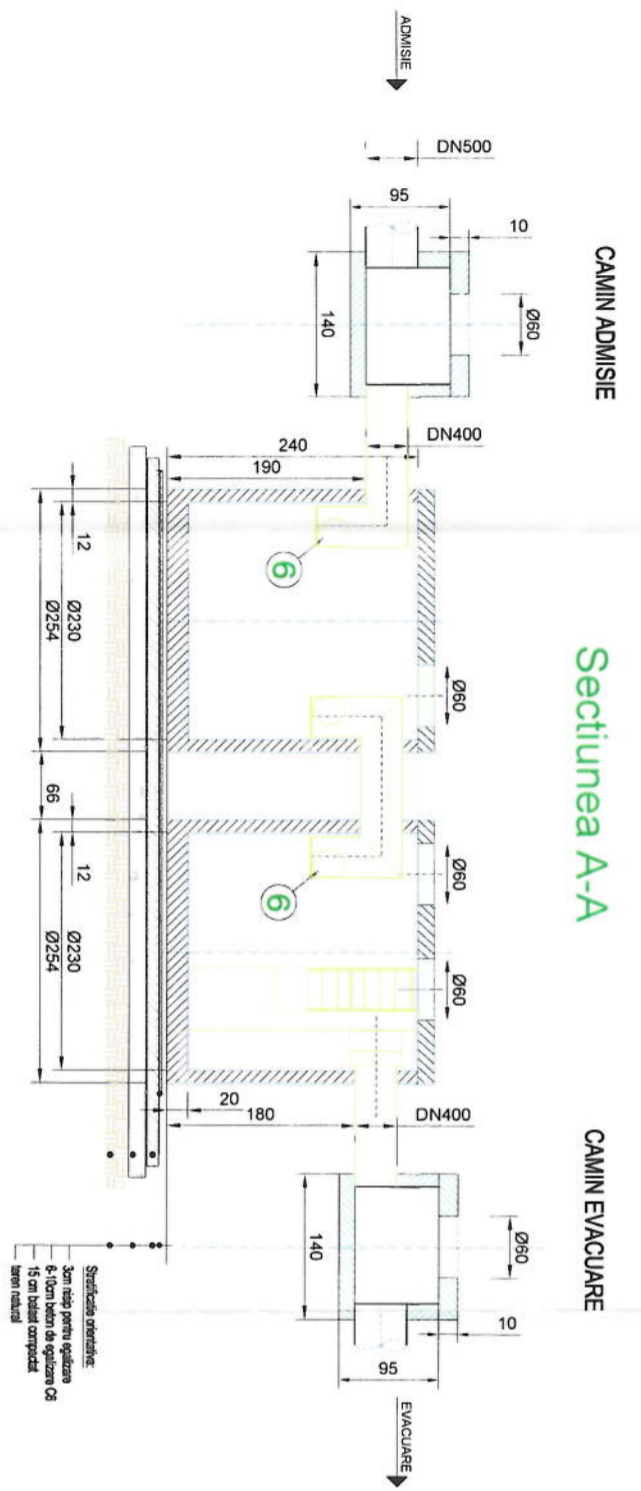 Sectiunea A-A
CAMIN ADMISIE
CAMIN EVACUARE
ADMISIE
DN500
95
10
Ø60
140
240
190
DN400
6
Ø60
12
Ø230
Ø254
66
6
Ø60
Ø60
12
Ø230
Ø254
20
180
DN400
140
Ø60
10
95
EVACUARE
Stratificatie orientativa:
3cm nisip pentru egalizare
6-10cm beton de egalizare C6
15 cm balast compactat
teren natural